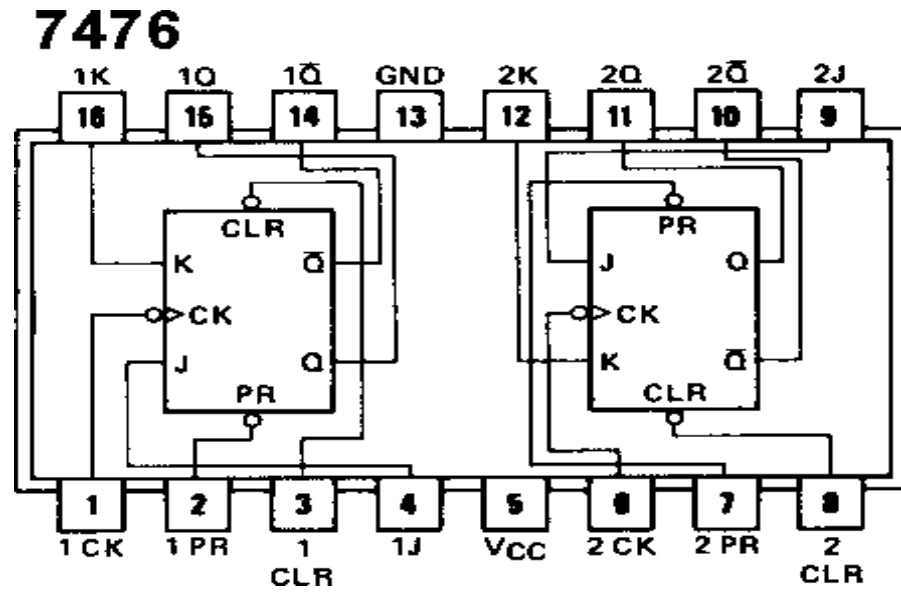 7476
1K 1Q 1Q̅ GND 2K 2Q 2Q̅ 2J
16 15 14 13 12 11 10 9
CLR PR
K Q̅ J Q
CK CK
J Q K Q̅
PR CLR
1 2 3 4 5 6 7 8
1 CK 1 PR 1 1J VCC 2 CK 2 PR 2
CLR CLR